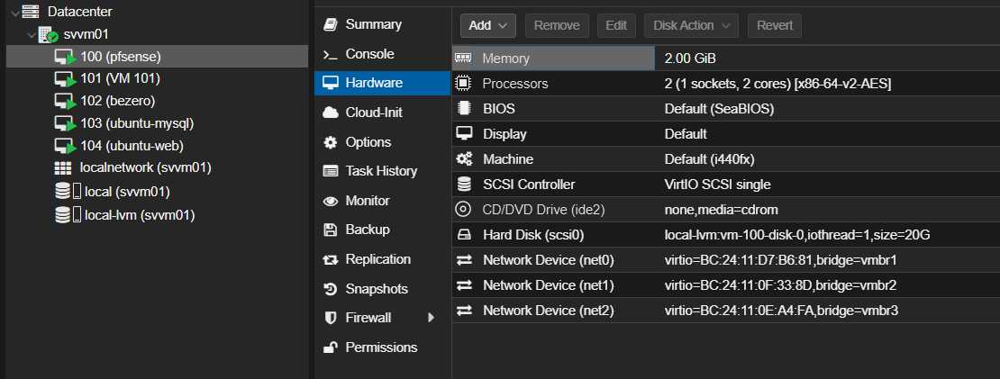 Datacenter
svvm01
100 (pfsense)
101 (VM 101)
102 (bezero)
103 (ubuntu-mysql)
104 (ubuntu-web)
localnetwork (svvm01)
local (svvm01)
local-lvm (svvm01)
Summary
Console
Hardware
Cloud-Init
Options
Task History
Monitor
Backup
Replication
Snapshots
Firewall
Permissions
Add Remove Edit Disk Action Revert
Memory 2.00 GiB
Processors 2 (1 sockets, 2 cores) [x86-64-v2-AES]
BIOS Default (SeaBIOS)
Display Default
Machine Default (i440fx)
SCSI Controller VirtIO SCSI single
CD/DVD Drive (ide2) none,media=cdrom
Hard Disk (scsi0) local-lvm:vm-100-disk-0,iothread=1,size=20G
Network Device (net0) virtio=BC:24:11:D7:B6:81,bridge=vmbr1
Network Device (net1) virtio=BC:24:11:0F:33:8D,bridge=vmbr2
Network Device (net2) virtio=BC:24:11:0E:A4:FA,bridge=vmbr3